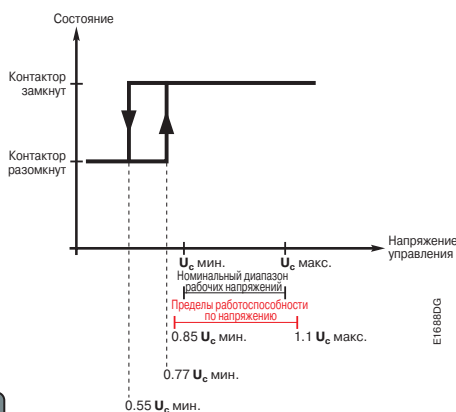 Состояние
Контактор
замкнут
Контактор
разомкнут
Напряжение
управления
Uc мин.
Uc макс.
Номинальный диапазон
рабочих напряжений
Пределы работоспособности
по напряжению
0.85 Uc мин.
1.1 Uc макс.
0.77 Uc мин.
0.55 Uc мин.
E1688DG